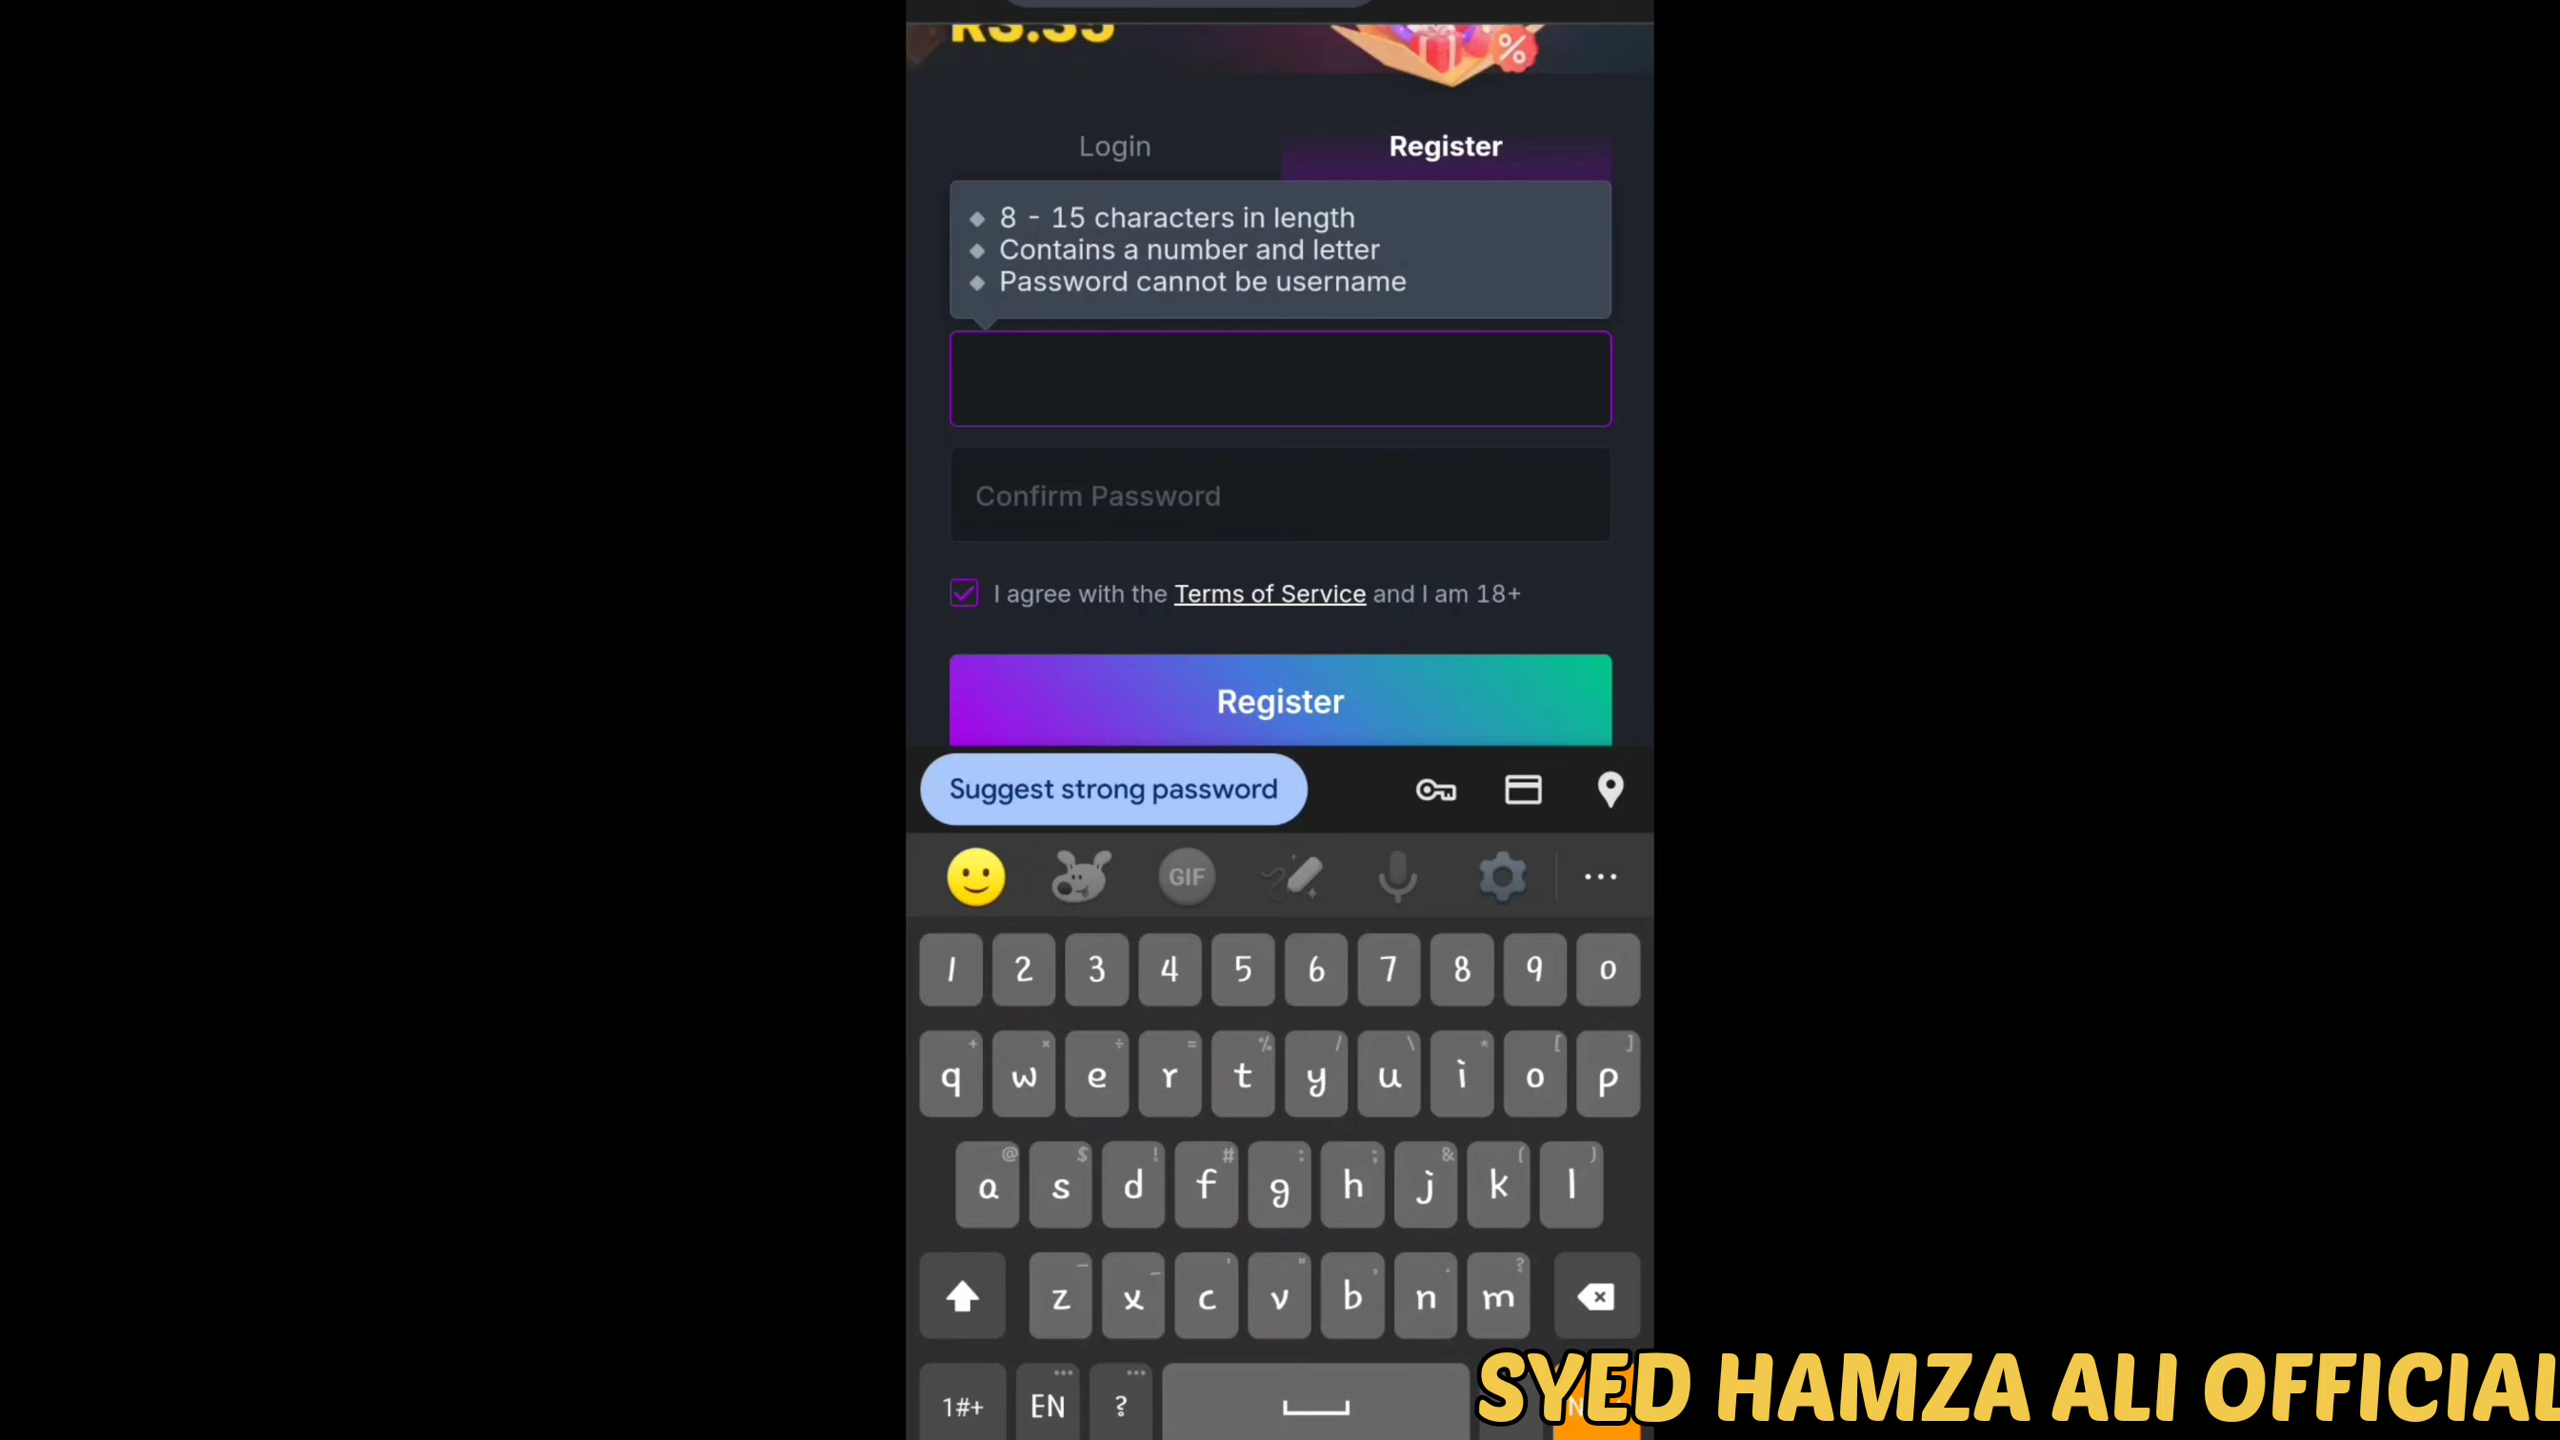 RS.35
Login
Register
8 - 15 characters in length
Contains a number and letter
Password cannot be username
Confirm Password
I agree with the Terms of Service and I am 18+
Register
Suggest strong password
GIF
1 2 3 4 5 6 7 8 9 0
+ × ÷ = % / \ * [ ]
q w e r t y u i o p
@ $ ! # : ; & ( )
a s d f g h j k l
z x c v b n m
1#+ EN ?
SYED HAMZA ALI OFFICIAL